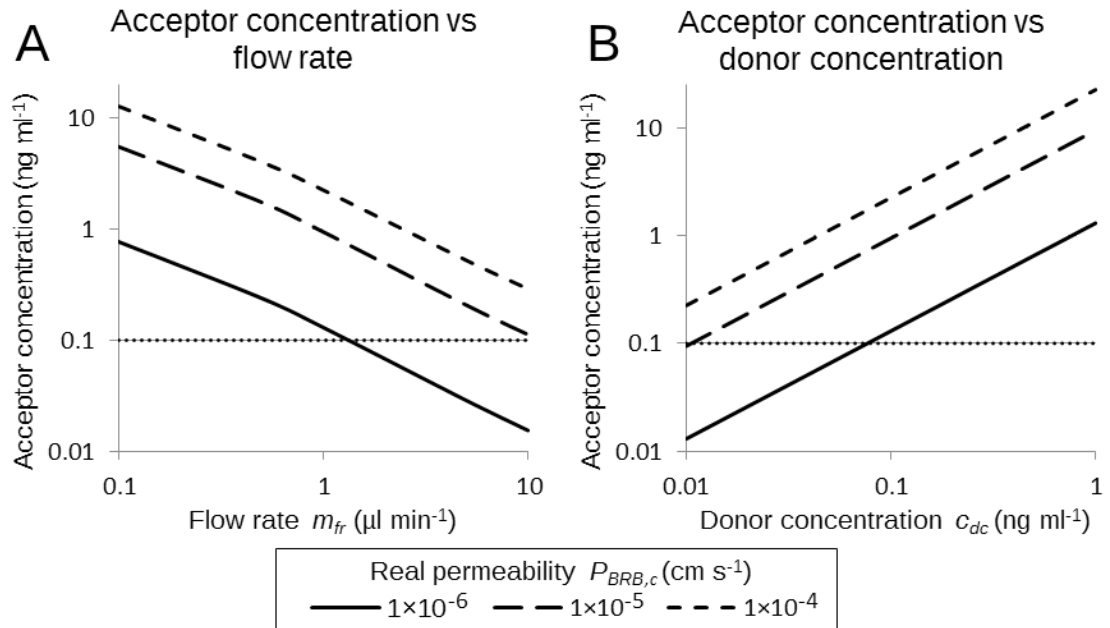 A
Acceptor concentration vs
flow rate
Acceptor concentration (ng ml⁻¹)
10
1
0.1
0.01
0.1
1
10
Flow rate m_fr (µl min⁻¹)
B
Acceptor concentration vs
donor concentration
Acceptor concentration (ng ml⁻¹)
10
1
0.1
0.01
0.01
0.1
1
Donor concentration c_dc (ng ml⁻¹)
Real permeability P_BRB,c (cm s⁻¹)
1×10⁻⁶ 1×10⁻⁵ 1×10⁻⁴